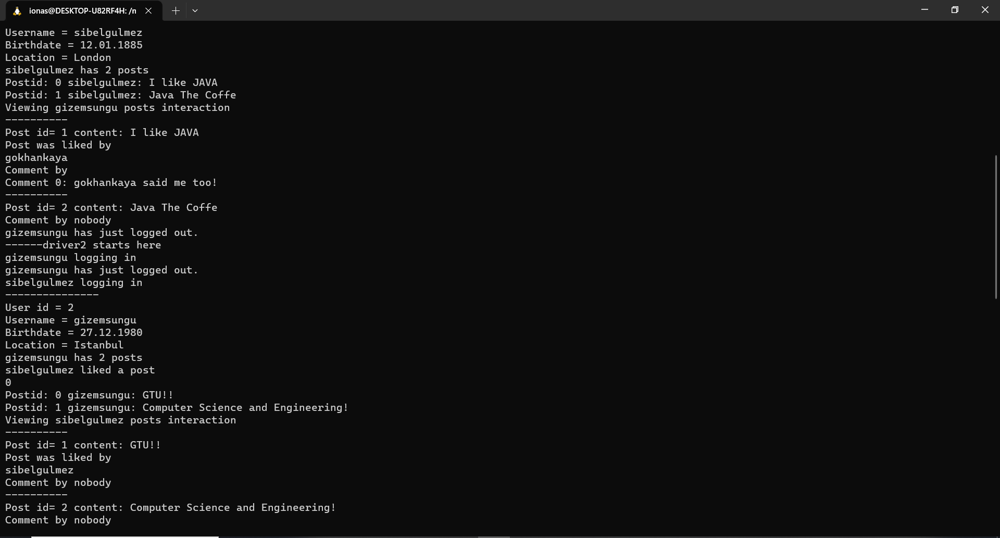 ionas@DESKTOP-U82RF4H: /n
Username = sibelgulmez
Birthdate = 12.01.1885
Location = London
sibelgulmez has 2 posts
Postid: 0 sibelgulmez: I like JAVA
Postid: 1 sibelgulmez: Java The Coffe
Viewing gizemsungu posts interaction
----------
Post id= 1 content: I like JAVA
Post was liked by
gokhankaya
Comment by
Comment 0: gokhankaya said me too!
----------
Post id= 2 content: Java The Coffe
Comment by nobody
gizemsungu has just logged out.
------driver2 starts here
gizemsungu logging in
gizemsungu has just logged out.
sibelgulmez logging in
---------------
User id = 2
Username = gizemsungu
Birthdate = 27.12.1980
Location = Istanbul
gizemsungu has 2 posts
sibelgulmez liked a post
0
Postid: 0 gizemsungu: GTU!!
Postid: 1 gizemsungu: Computer Science and Engineering!
Viewing sibelgulmez posts interaction
----------
Post id= 1 content: GTU!!
Post was liked by
sibelgulmez
Comment by nobody
----------
Post id= 2 content: Computer Science and Engineering!
Comment by nobody